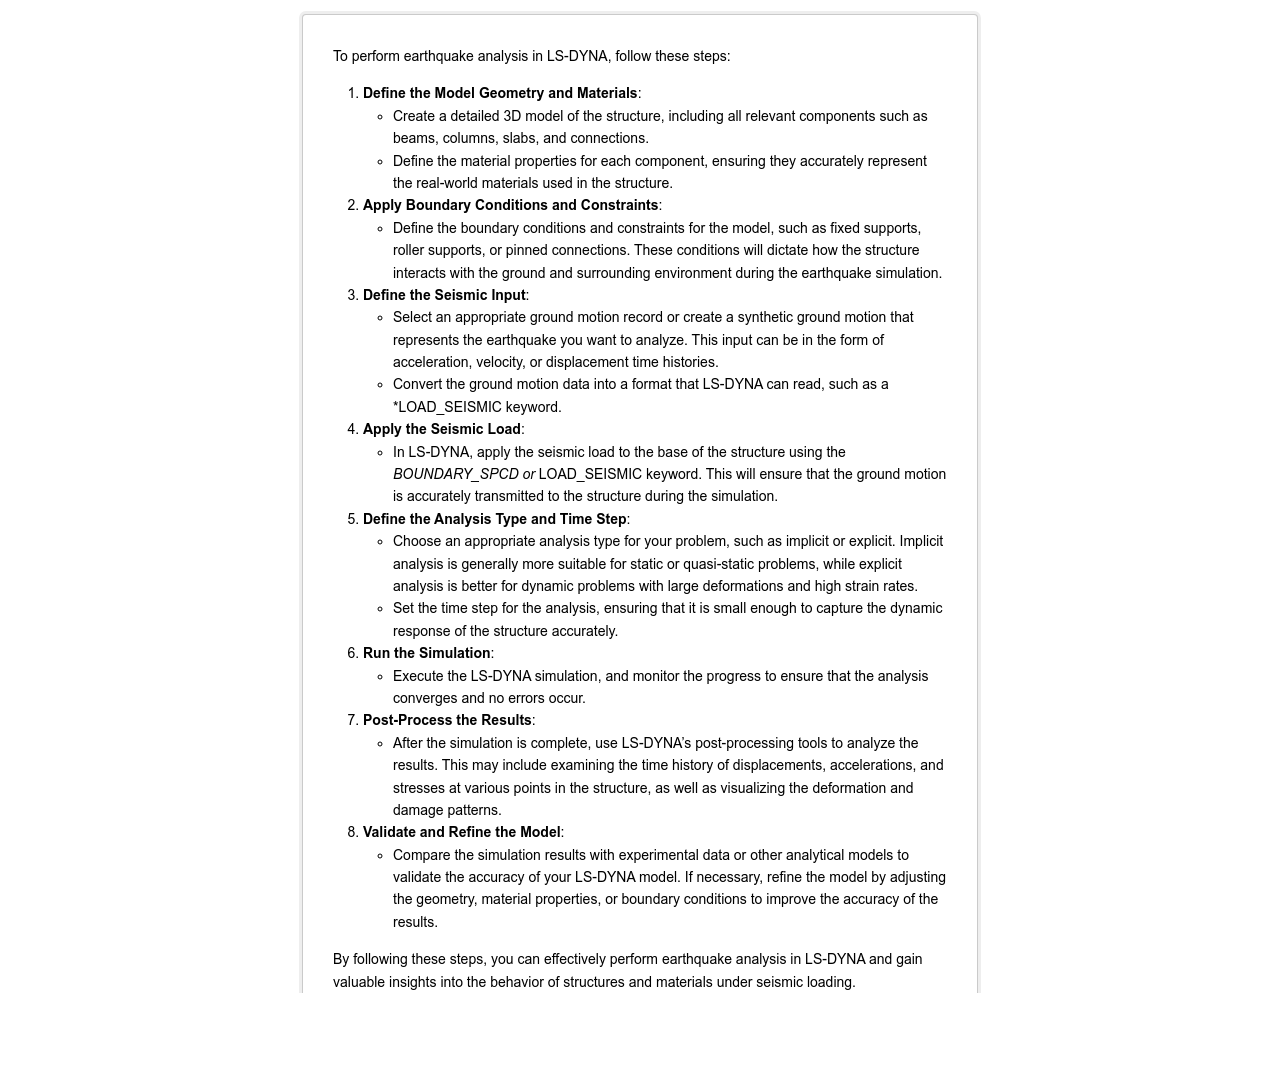 To perform earthquake analysis in LS-DYNA, follow these steps:
1. Define the Model Geometry and Materials:
◦ Create a detailed 3D model of the structure, including all relevant components such as
beams, columns, slabs, and connections.
◦ Define the material properties for each component, ensuring they accurately represent
the real-world materials used in the structure.
2. Apply Boundary Conditions and Constraints:
◦ Define the boundary conditions and constraints for the model, such as fixed supports,
roller supports, or pinned connections. These conditions will dictate how the structure
interacts with the ground and surrounding environment during the earthquake simulation.
3. Define the Seismic Input:
◦ Select an appropriate ground motion record or create a synthetic ground motion that
represents the earthquake you want to analyze. This input can be in the form of
acceleration, velocity, or displacement time histories.
◦ Convert the ground motion data into a format that LS-DYNA can read, such as a
*LOAD_SEISMIC keyword.
4. Apply the Seismic Load:
◦ In LS-DYNA, apply the seismic load to the base of the structure using the
BOUNDARY_SPCD or LOAD_SEISMIC keyword. This will ensure that the ground motion
is accurately transmitted to the structure during the simulation.
5. Define the Analysis Type and Time Step:
◦ Choose an appropriate analysis type for your problem, such as implicit or explicit. Implicit
analysis is generally more suitable for static or quasi-static problems, while explicit
analysis is better for dynamic problems with large deformations and high strain rates.
◦ Set the time step for the analysis, ensuring that it is small enough to capture the dynamic
response of the structure accurately.
6. Run the Simulation:
◦ Execute the LS-DYNA simulation, and monitor the progress to ensure that the analysis
converges and no errors occur.
7. Post-Process the Results:
◦ After the simulation is complete, use LS-DYNA’s post-processing tools to analyze the
results. This may include examining the time history of displacements, accelerations, and
stresses at various points in the structure, as well as visualizing the deformation and
damage patterns.
8. Validate and Refine the Model:
◦ Compare the simulation results with experimental data or other analytical models to
validate the accuracy of your LS-DYNA model. If necessary, refine the model by adjusting
the geometry, material properties, or boundary conditions to improve the accuracy of the
results.
By following these steps, you can effectively perform earthquake analysis in LS-DYNA and gain
valuable insights into the behavior of structures and materials under seismic loading.